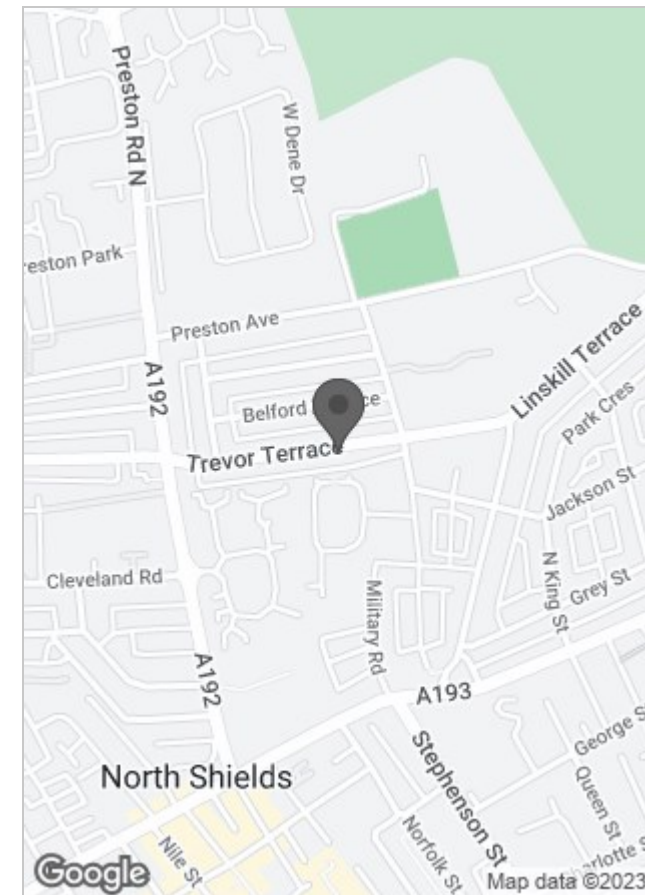 Preston Rd N
W Dene Dr
reston Park
Preston Ave
A192
Linskill Terrace
Belford
ce
Park Cres
Trevor Terrace
Jackson St
Cleveland Rd
N King St
Grey St
Military Rd
A192
A193
George S
North Shields
Stephenson St
Queen St
Nile St
Norfolk St
arlotte S
Google
Map data ©2023